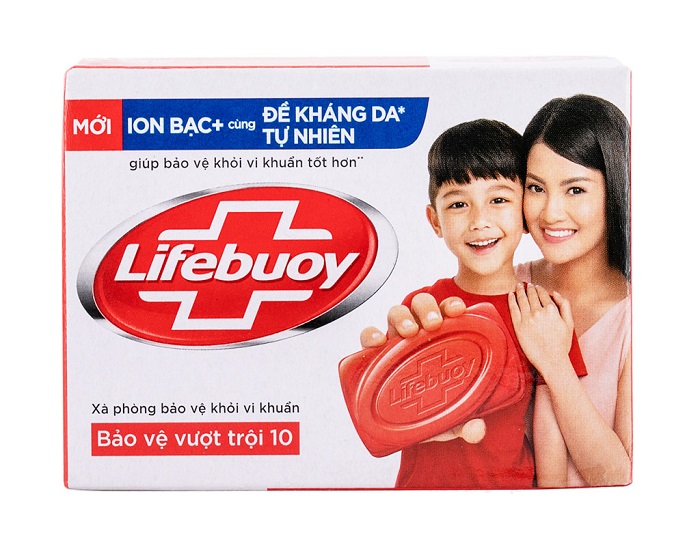 MỚI
ION BẠC+ cùng ĐỀ KHÁNG DA*
TỰ NHIÊN
giúp bảo vệ khỏi vi khuẩn tốt hơn**
Lifebuoy
Lifebuoy
Xà phòng bảo vệ khỏi vi khuẩn
Bảo vệ vượt trội 10